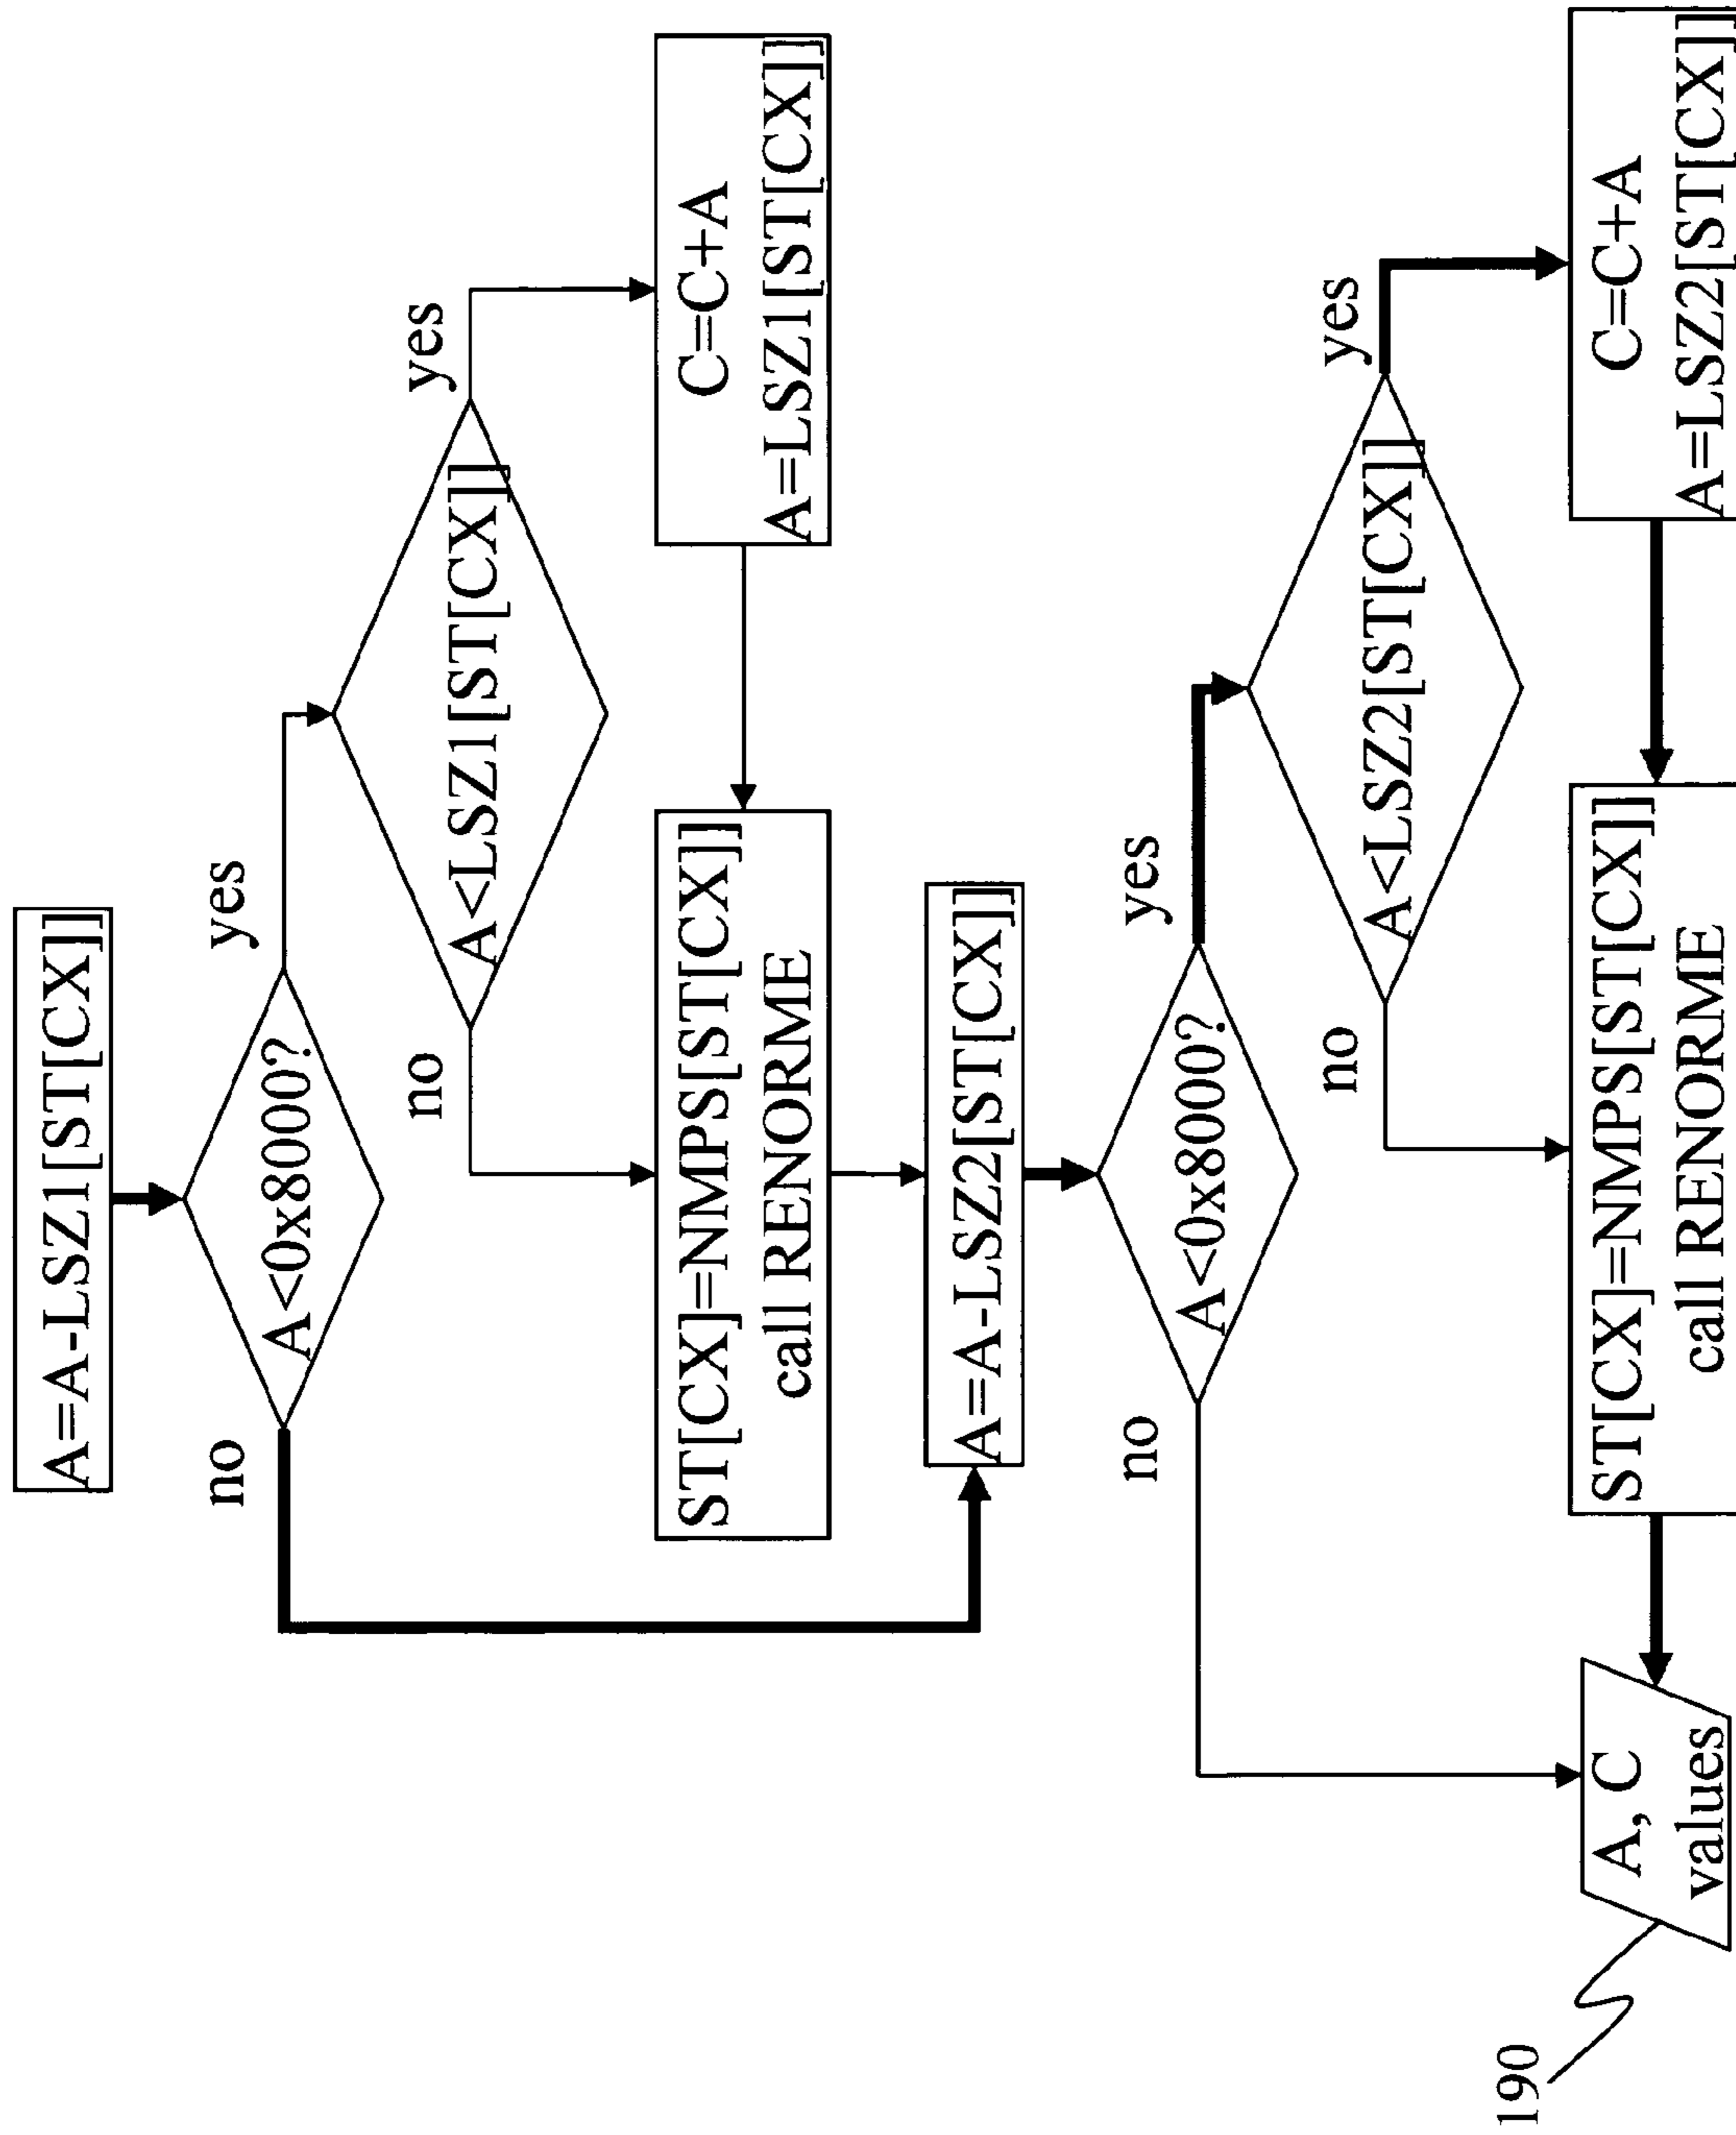 A=A-LSZ1[ST[CX]]
A<0x8000?
no
yes
A<LSZ1[ST[CX]]
no
yes
ST[CX]=NMPS[ST[CX]]
call RENORME
C=C+A
A=LSZ1[ST[CX]]
A=A-LSZ2[ST[CX]]
A<0x8000?
no
yes
A<LSZ2[ST[CX]]
no
yes
190
A, C
values
ST[CX]=NMPS[ST[CX]]
call RENORME
C=C+A
A=LSZ2[ST[CX]]